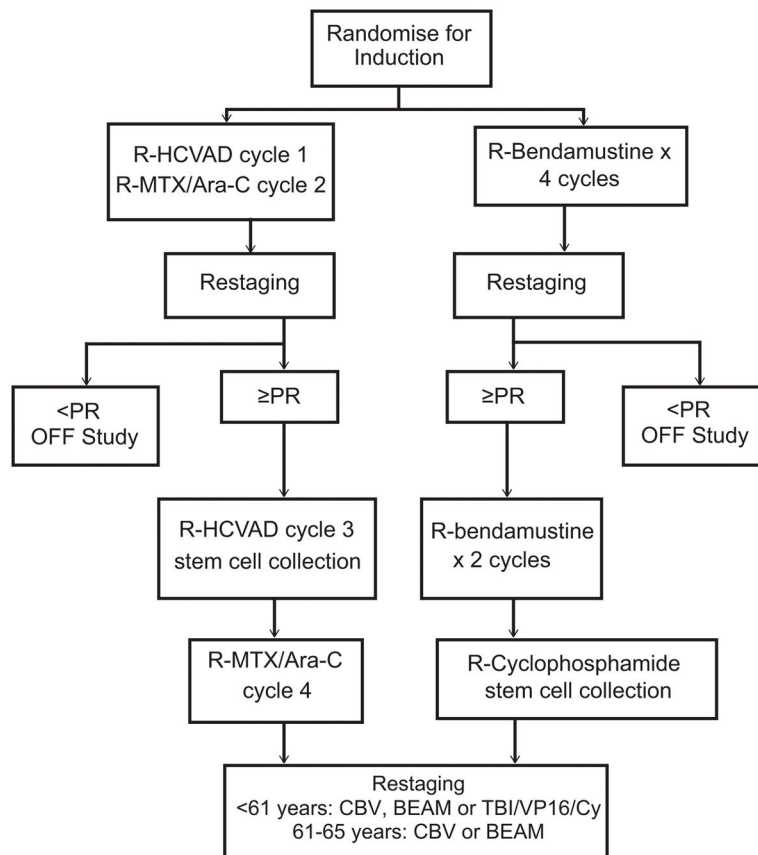 Randomise for
Induction
R-HCVAD cycle 1
R-MTX/Ara-C cycle 2
R-Bendamustine x
4 cycles
Restaging
Restaging
<PR
OFF Study
≥PR
≥PR
<PR
OFF Study
R-HCVAD cycle 3
stem cell collection
R-bendamustine
x 2 cycles
R-MTX/Ara-C
cycle 4
R-Cyclophosphamide
stem cell collection
Restaging
<61 years: CBV, BEAM or TBI/VP16/Cy
61-65 years: CBV or BEAM